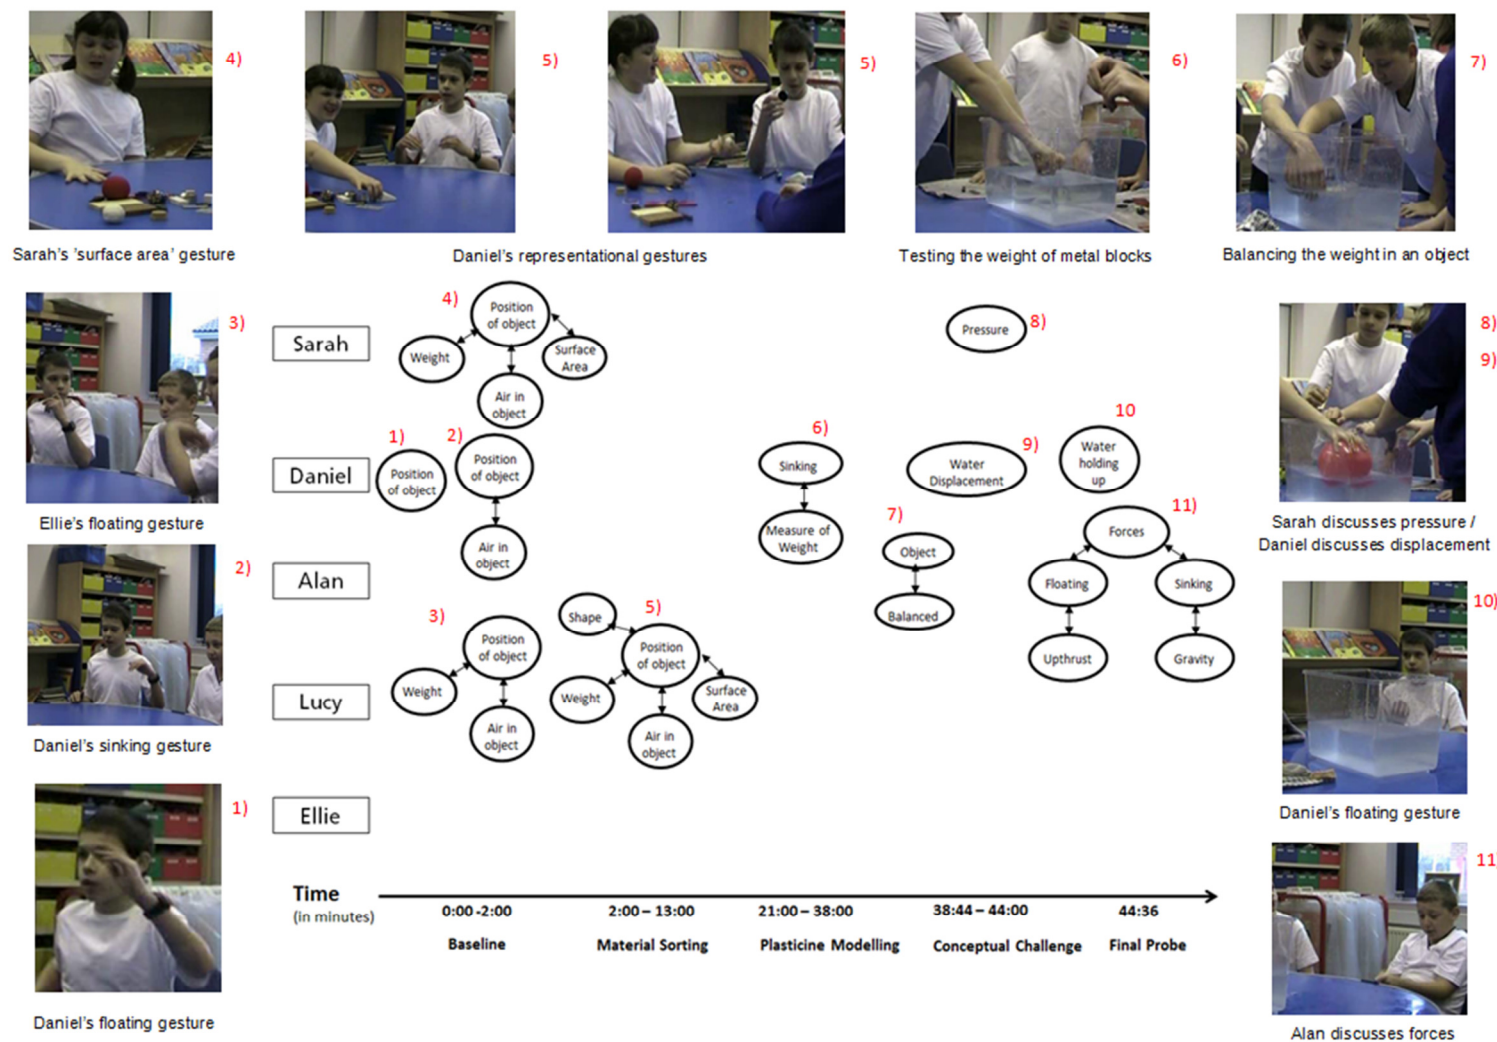 4)
5)
5)
6)
7)
Sarah's 'surface area' gesture
Daniel's representational gestures
Testing the weight of metal blocks
Balancing the weight in an object
3)
Ellie's floating gesture
2)
Daniel's sinking gesture
1)
Daniel's floating gesture
Sarah
4)
Position
of object
Weight
Surface
Area
Air in
object
Pressure
8)
Daniel
1)
Position
of object
2)
Position
of object
Air in
object
6)
Sinking
Measure of
Weight
Water
Displacement
9)
10
Water
holding
up
Alan
7)
Object
Balanced
11)
Forces
Floating
Sinking
Upthrust
Gravity
Lucy
3)
Position
of object
Weight
Air in
object
Shape
5)
Position
of object
Weight
Surface
Area
Air in
object
Ellie
Time
(in minutes)
0:00 -2:00
2:00 – 13:00
21:00 – 38:00
38:44 – 44:00
44:36
Baseline
Material Sorting
Plasticine Modelling
Conceptual Challenge
Final Probe
8)
9)
Sarah discusses pressure /
Daniel discusses displacement
10)
Daniel's floating gesture
11)
Alan discusses forces